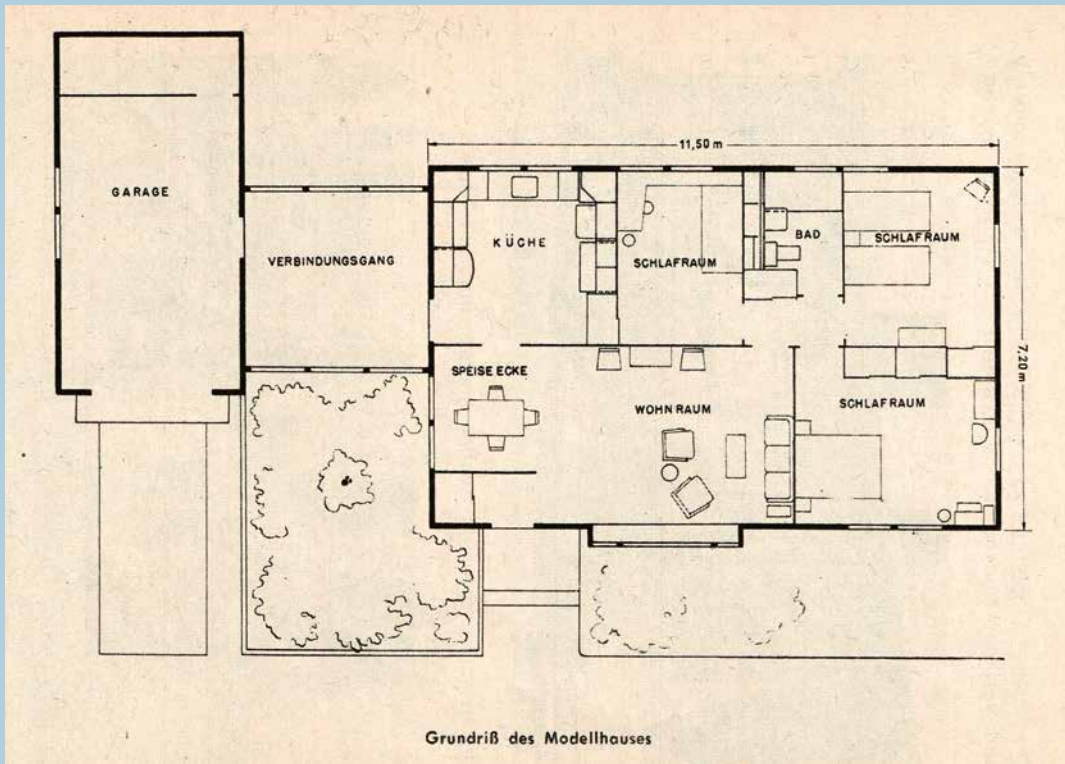 11,50 m
GARAGE
VERBINDUNGSGANG
KÜCHE
SCHLAFRAUM
BAD
SCHLAFRAUM
7,20 m
SPEISE ECKE
WOHNRAUM
SCHLAFRAUM
Grundriß des Modellhauses